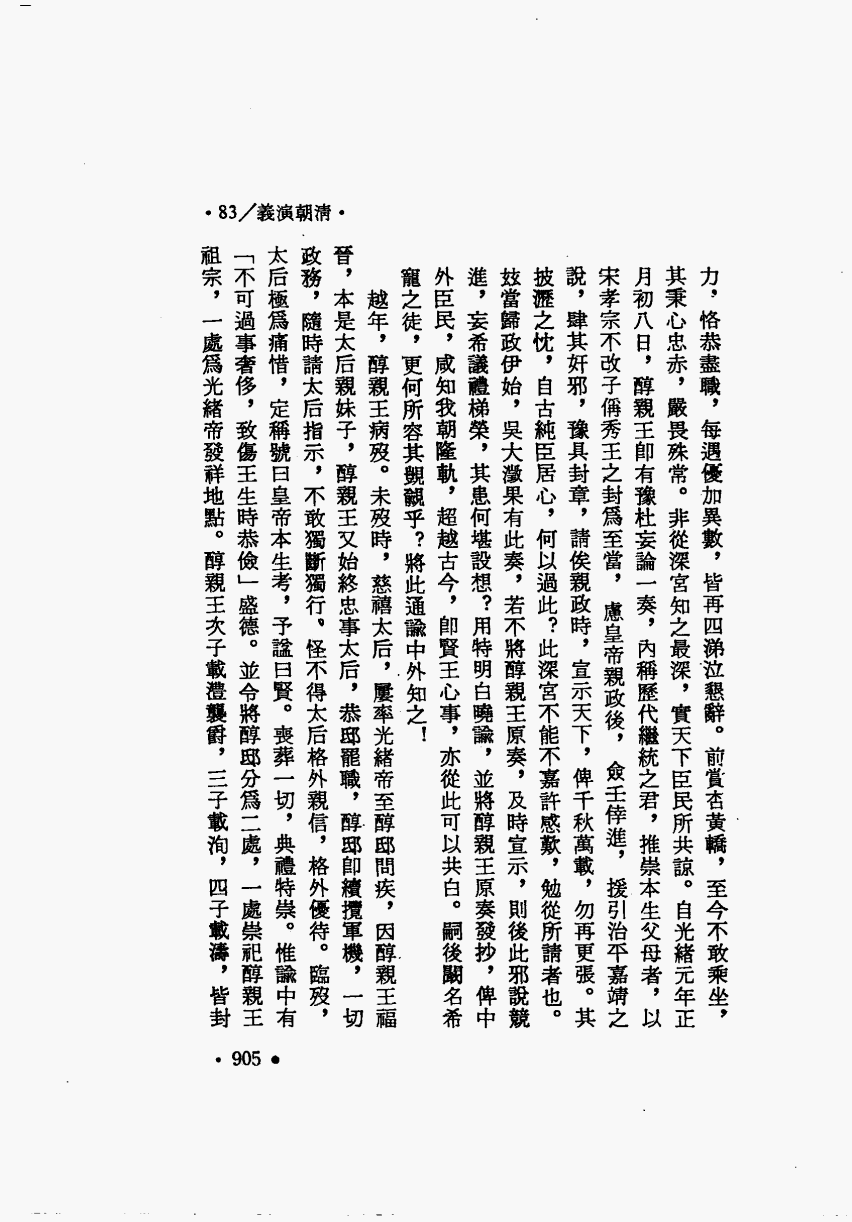 ·83／義演朝清·
力，恪恭盡職，每遇優加異數，皆再四涕泣懇辭。前賞杏黃轎，至今不敢乘坐，
其秉心忠赤，嚴畏殊常。非從深宮知之最深，實天下臣民所共諒。自光緒元年正
月初八日，醇親王即有豫杜妄論一奏，內稱歷代繼統之君，推崇本生父母者，以
宋孝宗不改子偁秀王之封爲至當，慮皇帝親政後，僉壬倖進，援引治平嘉靖之
說，肆其奸邪，豫具封章，請俟親政時，宣示天下，俾千秋萬載，勿再更張。其
披瀝之忱，自古純臣居心，何以過此？此深宮不能不嘉許感歎，勉從所請者也。
玆當歸政伊始，吳大澂果有此奏，若不將醇親王原奏，及時宣示，則後此邪說競
進，妄希議禮梯榮，其患何堪設想？用特明白曉諭，並將醇親王原奏發抄，俾中
外臣民，咸知我朝隆軌，超越古今，即賢王心事，亦從此可以共白。嗣後闞名希
寵之徒，更何所容其覬覦乎？將此通諭中外知之！
越年，醇親王病歿。未歿時，慈禧太后，屢率光緒帝至醇邸問疾，因醇親王福
晉，本是太后親妹子，醇親王又始終忠事太后，恭邸罷職，醇邸即續攬軍機，一切
政務，隨時請太后指示，不敢獨斷獨行。怪不得太后格外親信，格外優待。臨歿，
太后極爲痛惜，定稱號曰皇帝本生考，予諡曰賢。喪葬一切，典禮特崇。惟諭中有
「不可過事奢侈，致傷王生時恭儉」盛德。並令將醇邸分爲二處，一處崇祀醇親王
祖宗，一處爲光緒帝發祥地點。醇親王次子載灃襲爵，三子載洵，四子載濤，皆封
·905·